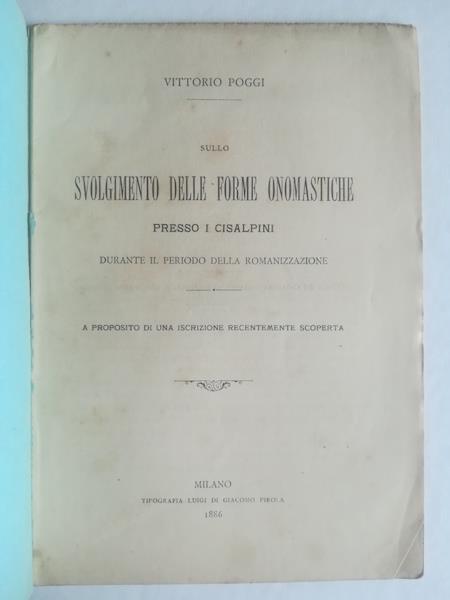 VITTORIO POGGI
SULLO
SVOLGIMENTO DELLE FORME ONOMASTICHE
PRESSO I CISALPINI
DURANTE IL PERIODO DELLA ROMANIZZAZIONE
A PROPOSITO DI UNA ISCRIZIONE RECENTEMENTE SCOPERTA
MILANO
TIPOGRAFIA LUIGI DI GIACOMO PIROLA
1886